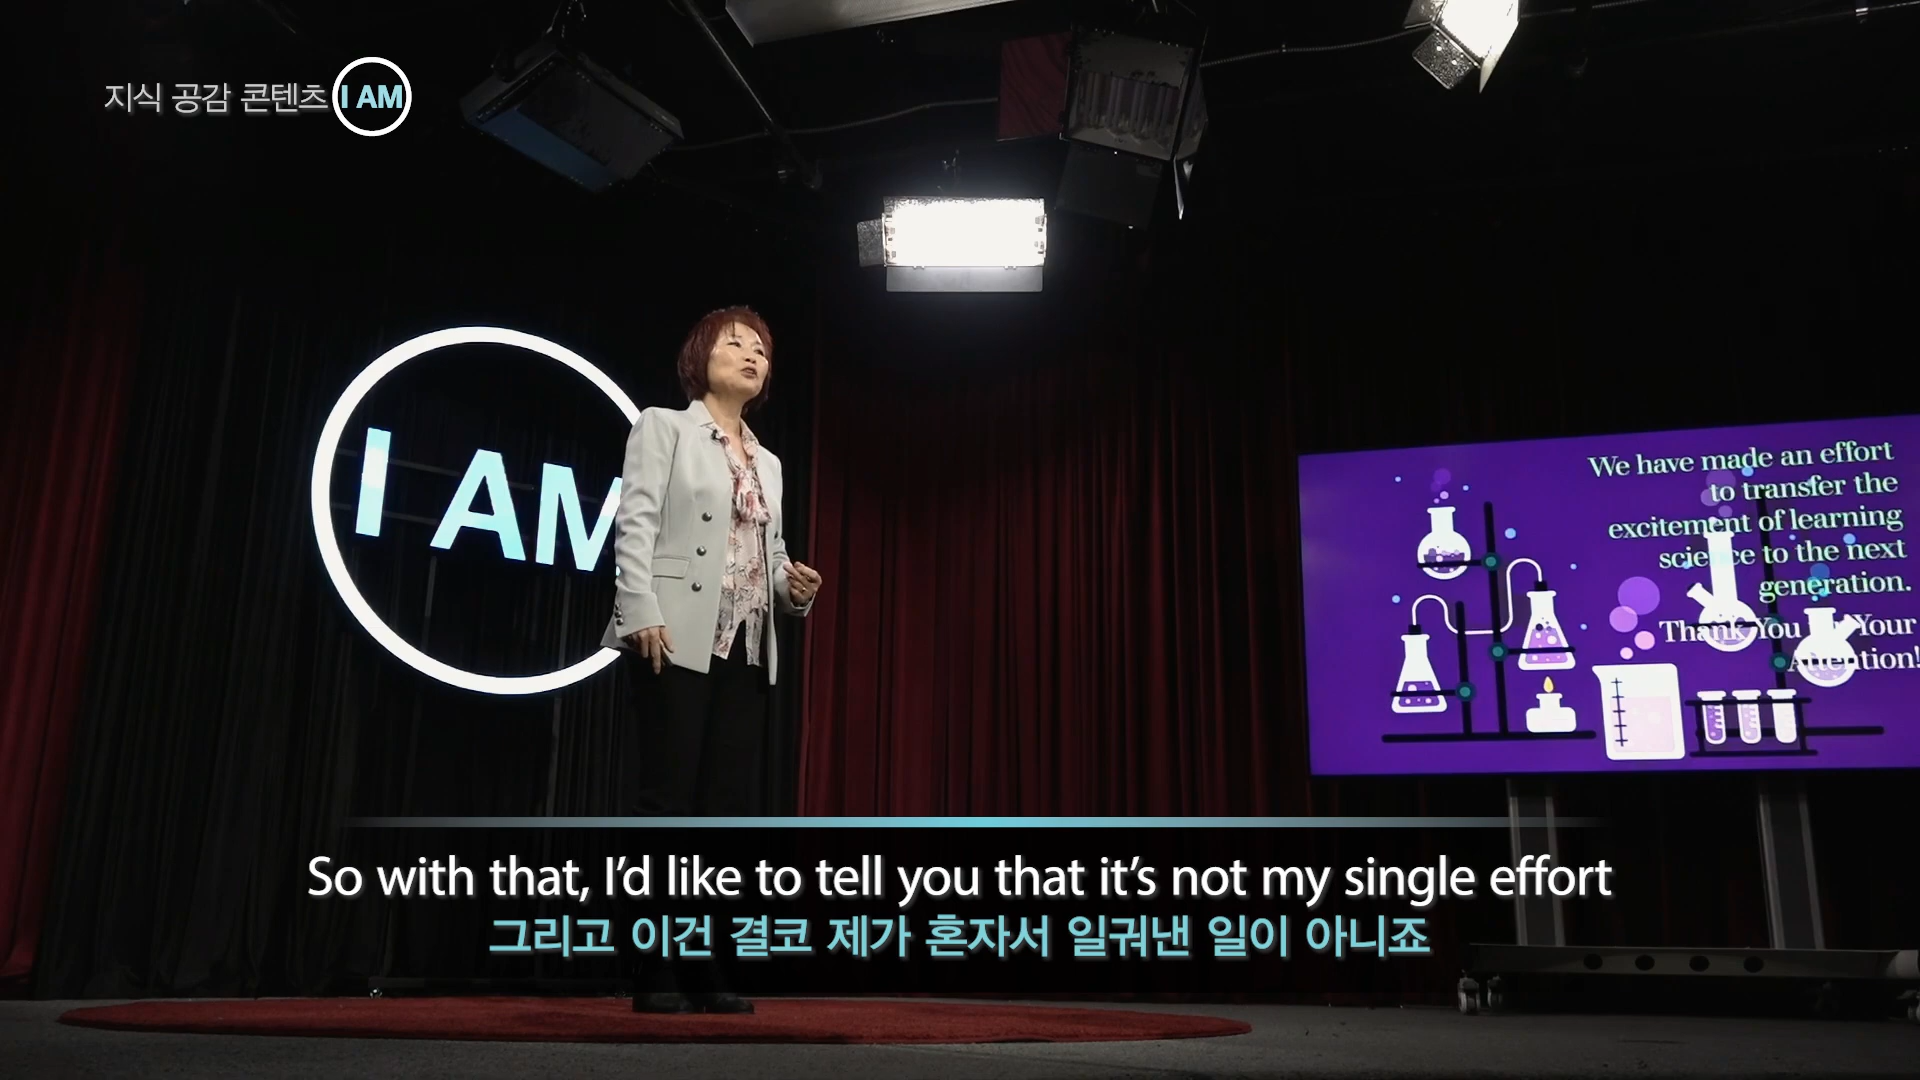 지식 공감 콘텐츠 I AM
I AM
We have made an effort
to transfer the
excitement of learning
science to the next
generation.
Thank You Your
Attention!
So with that, I'd like to tell you that it's not my single effort
그리고 이건 결코 제가 혼자서 일궈낸 일이 아니죠